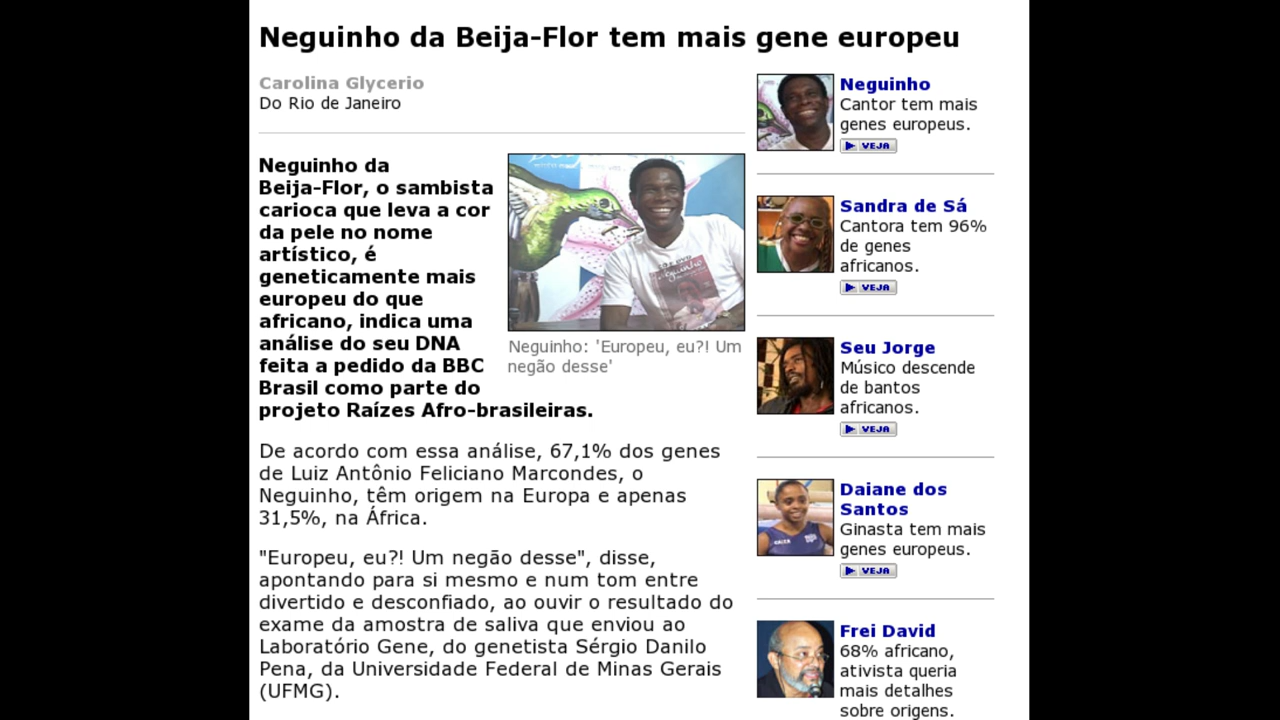 Neguinho da Beija-Flor tem mais gene europeu
Carolina Glycerio
Do Rio de Janeiro
Neguinho da
Beija-Flor, o sambista
carioca que leva a cor
da pele no nome
artístico, é
geneticamente mais
europeu do que
africano, indica uma
análise do seu DNA
feita a pedido da BBC
Brasil como parte do
projeto Raízes Afro-brasileiras.
Neguinho: 'Europeu, eu?! Um
negão desse'
De acordo com essa análise, 67,1% dos genes
de Luiz Antônio Feliciano Marcondes, o
Neguinho, têm origem na Europa e apenas
31,5%, na África.
"Europeu, eu?! Um negão desse", disse,
apontando para si mesmo e num tom entre
divertido e desconfiado, ao ouvir o resultado do
exame da amostra de saliva que enviou ao
Laboratório Gene, do genetista Sérgio Danilo
Pena, da Universidade Federal de Minas Gerais
(UFMG).
Neguinho
Cantor tem mais
genes europeus.
VEJA
Sandra de Sá
Cantora tem 96%
de genes
africanos.
VEJA
Seu Jorge
Músico descende
de bantos
africanos.
VEJA
Daiane dos
Santos
Ginasta tem mais
genes europeus.
VEJA
Frei David
68% africano,
ativista queria
mais detalhes
sobre origens.